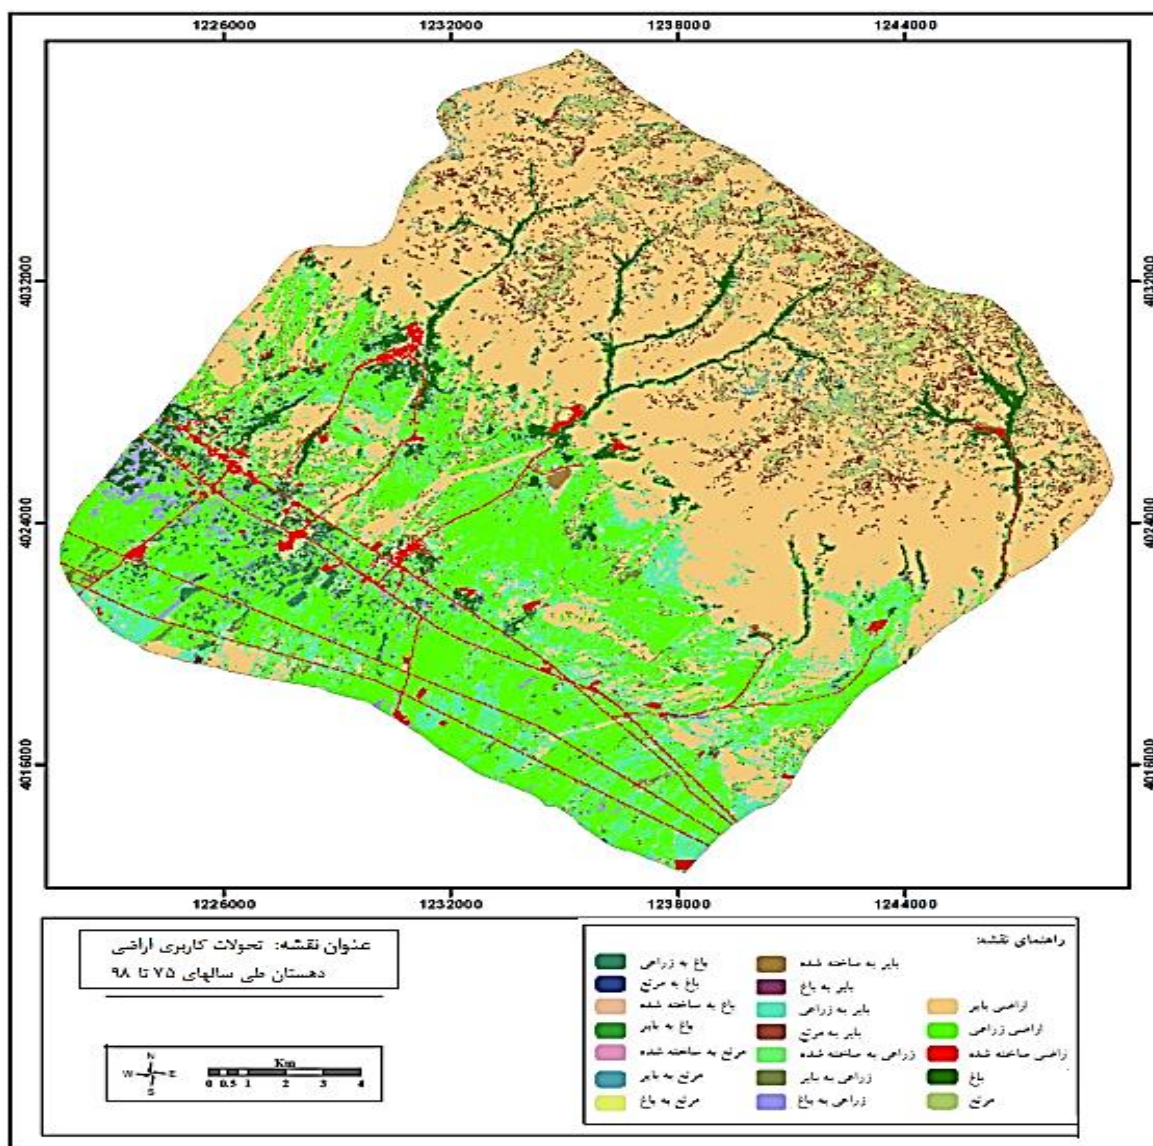 1226000 1232000 1238000 1244000
4032000 4032000
4024000 4024000
4016000 4016000
1226000 1232000 1238000 1244000
عنوان نقشه: تحولات کاربری اراضی
دهستان طی سالهای ۷۵ تا ۹۸
N
W E
S
Km
0 0.5 1 2 3 4
راهنمای نقشه:
اراضی بایر
اراضی زراعی
راضی ساخته شده
باغ
مرتع
بایر به ساخته شده
بایر به باغ
بایر به زراعی
بایر به مرتع
زراعی به ساخته شده
زراعی به بایر
زراعی به باغ
باغ به زراعی
باغ به مرتع
باغ به ساخته شده
باغ به بایر
مرتع به ساخته شده
مرتع به بایر
مرتع به باغ